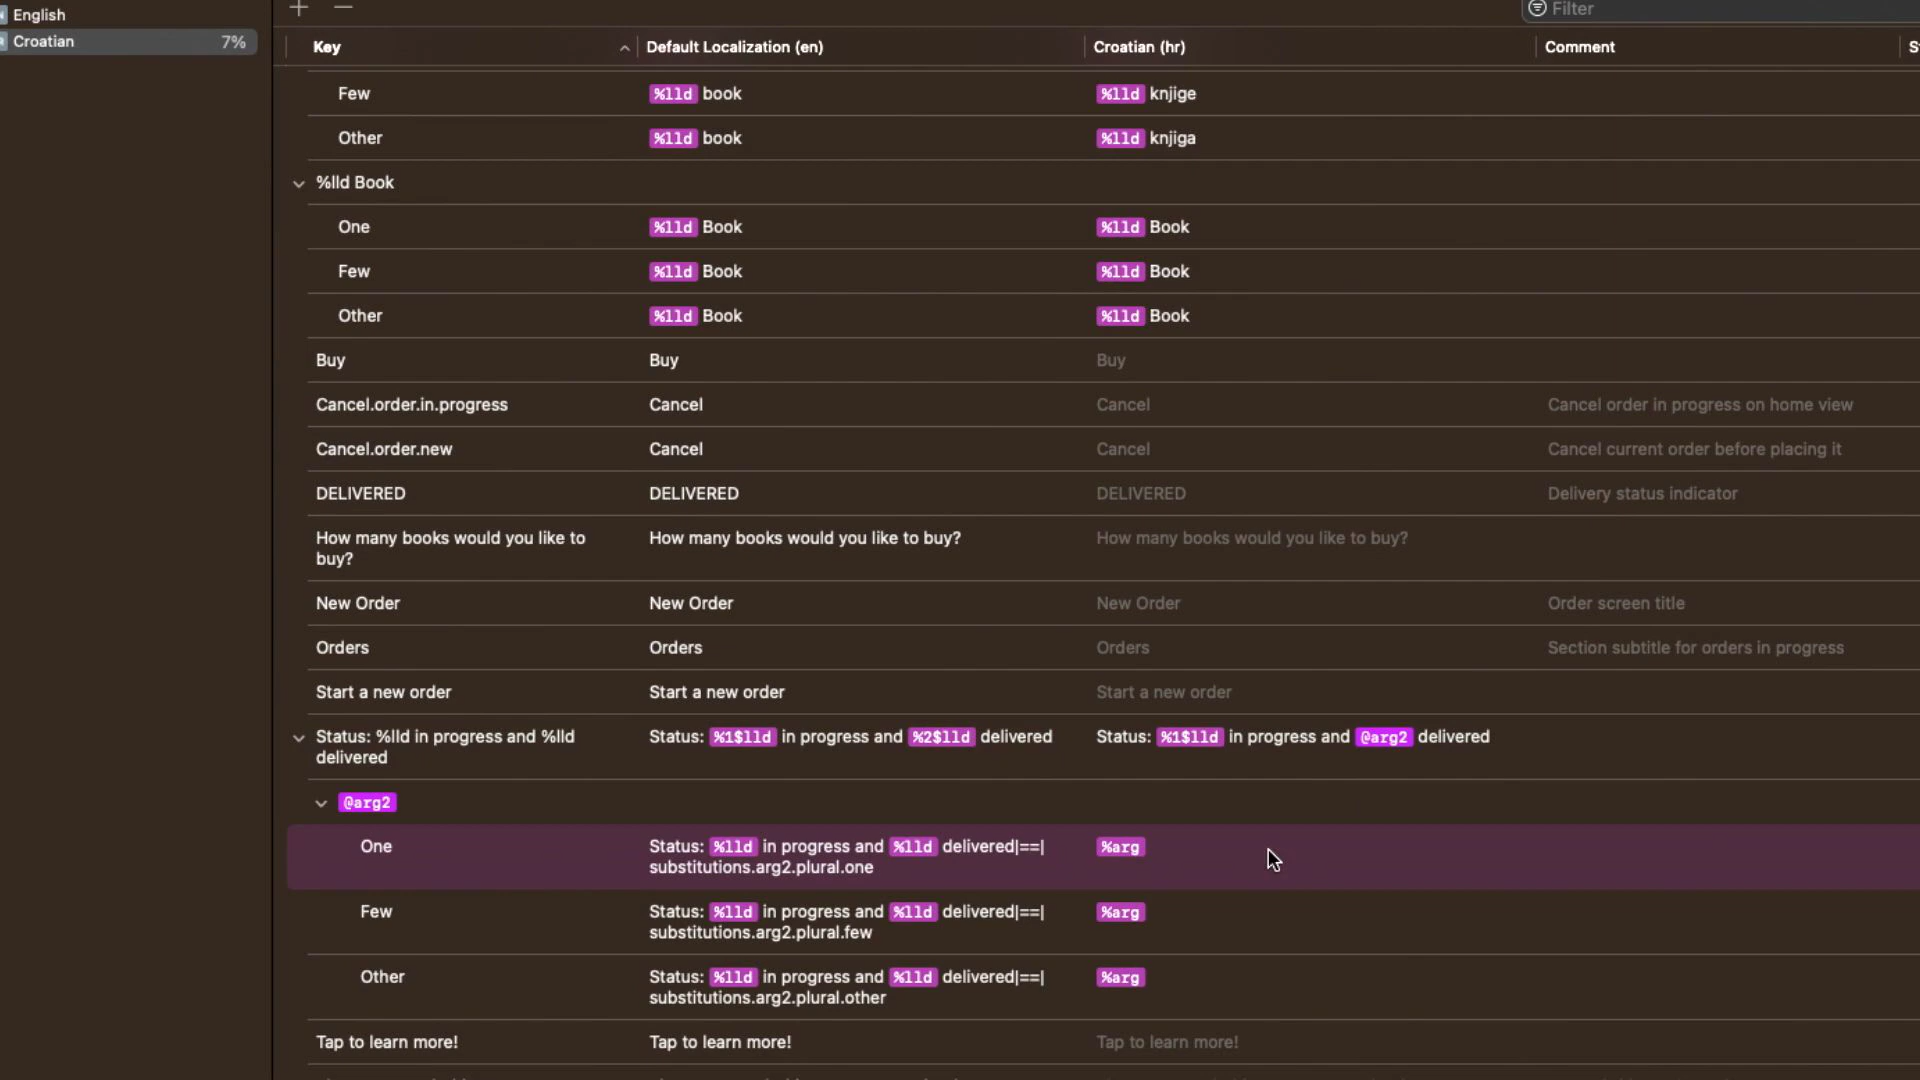 English
Croatian 7%
Filter
Key Default Localization (en) Croatian (hr) Comment
Few %lld book %lld knjige
Other %lld book %lld knjiga
%lld Book
One %lld Book %lld Book
Few %lld Book %lld Book
Other %lld Book %lld Book
Buy Buy Buy
Cancel.order.in.progress Cancel Cancel Cancel order in progress on home view
Cancel.order.new Cancel Cancel Cancel current order before placing it
DELIVERED DELIVERED DELIVERED Delivery status indicator
How many books would you like to How many books would you like to buy? How many books would you like to buy?
buy?
New Order New Order New Order Order screen title
Orders Orders Orders Section subtitle for orders in progress
Start a new order Start a new order Start a new order
Status: %lld in progress and %lld Status: %1$lld in progress and %2$lld delivered Status: %1$lld in progress and @arg2 delivered
delivered
@arg2
One Status: %lld in progress and %lld delivered|==| %arg
substitutions.arg2.plural.one
Few Status: %lld in progress and %lld delivered|==| %arg
substitutions.arg2.plural.few
Other Status: %lld in progress and %lld delivered|==| %arg
substitutions.arg2.plural.other
Tap to learn more! Tap to learn more! Tap to learn more!